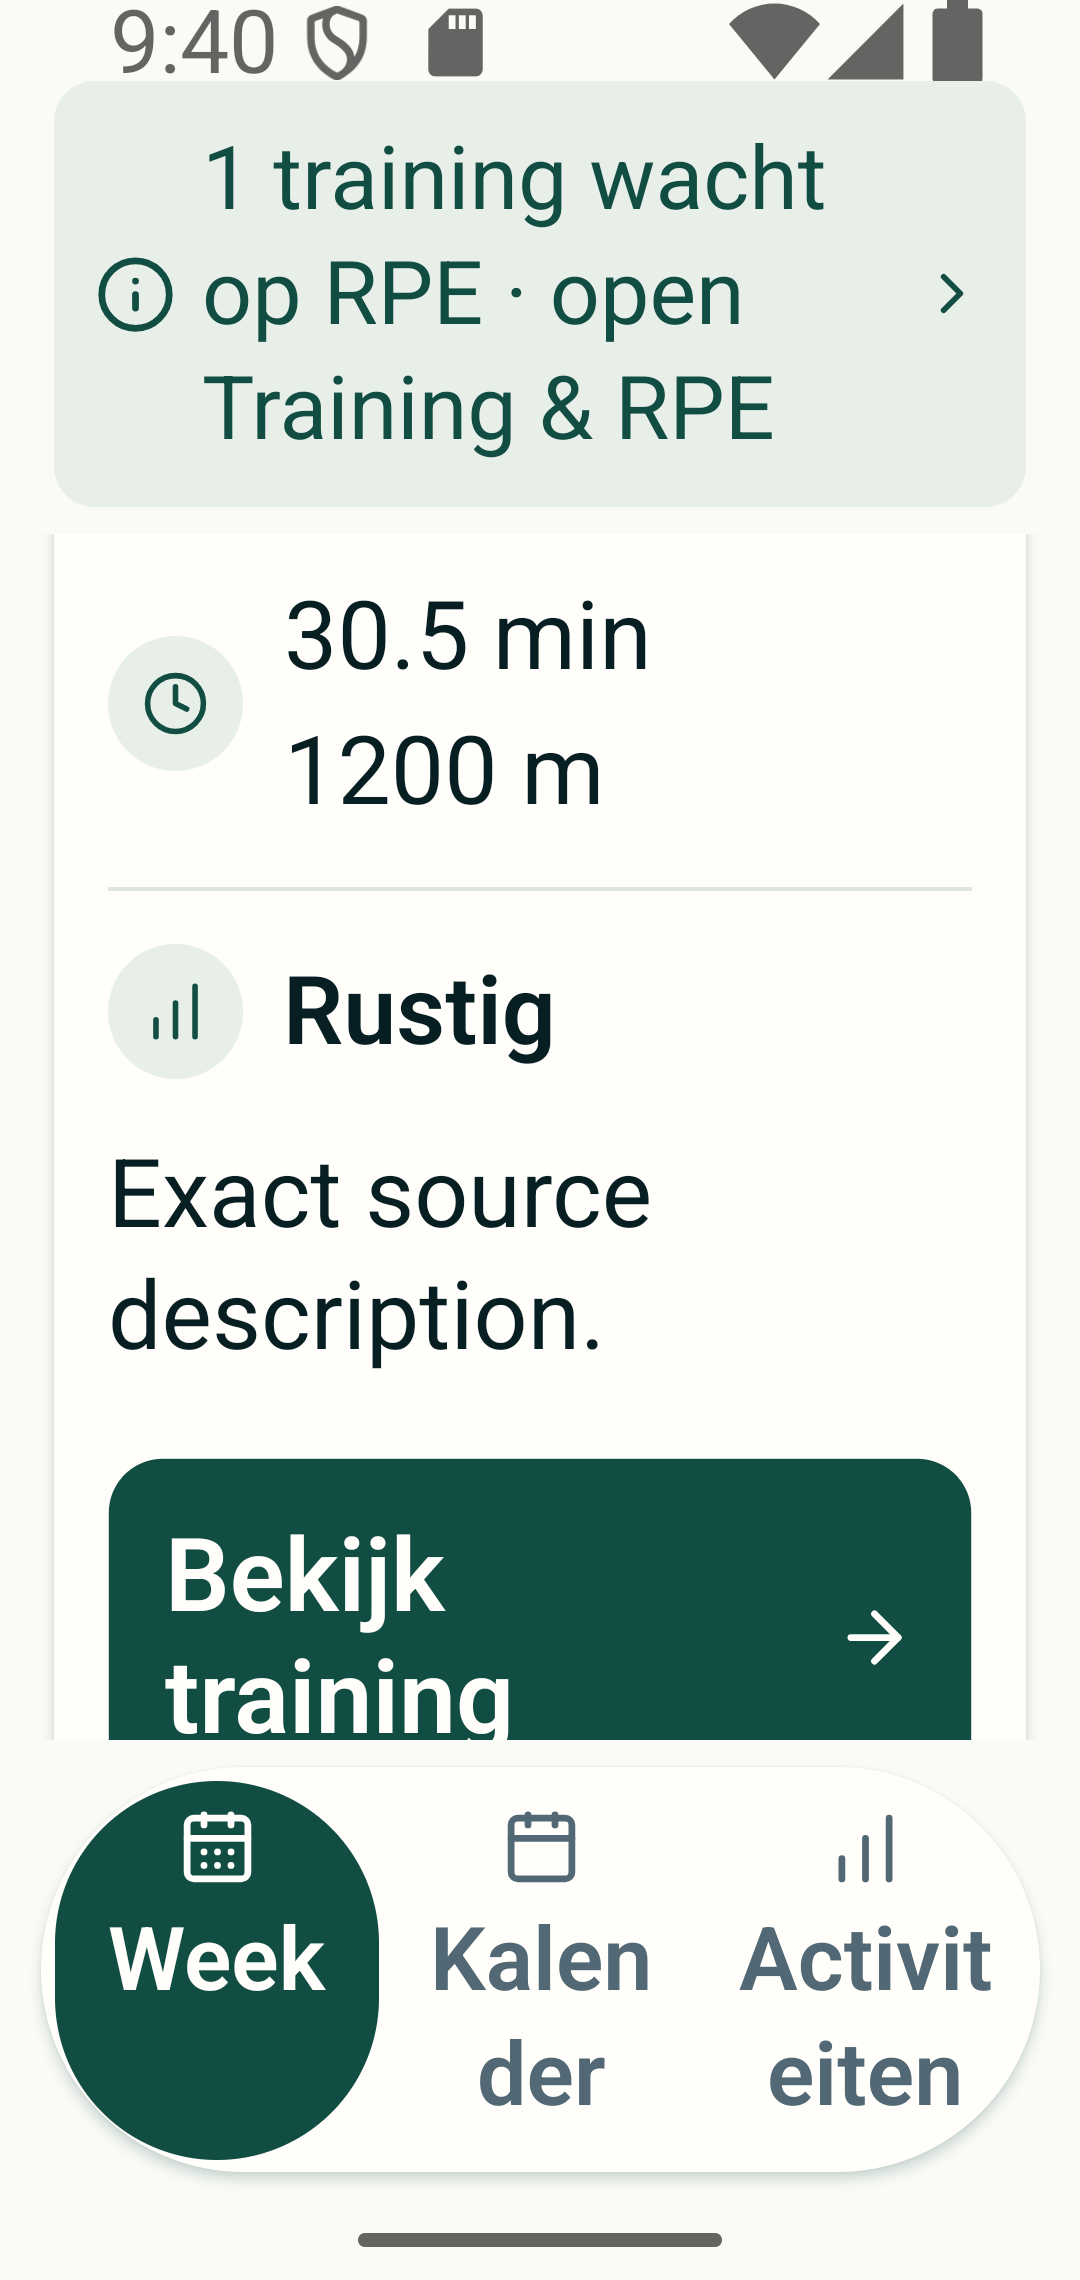 9:40
1 training wacht
op RPE · open
Training & RPE
30.5 min
1200 m
Rustig
Exact source
description.
Bekijk
training
Week
Kalen
der
Activit
eiten